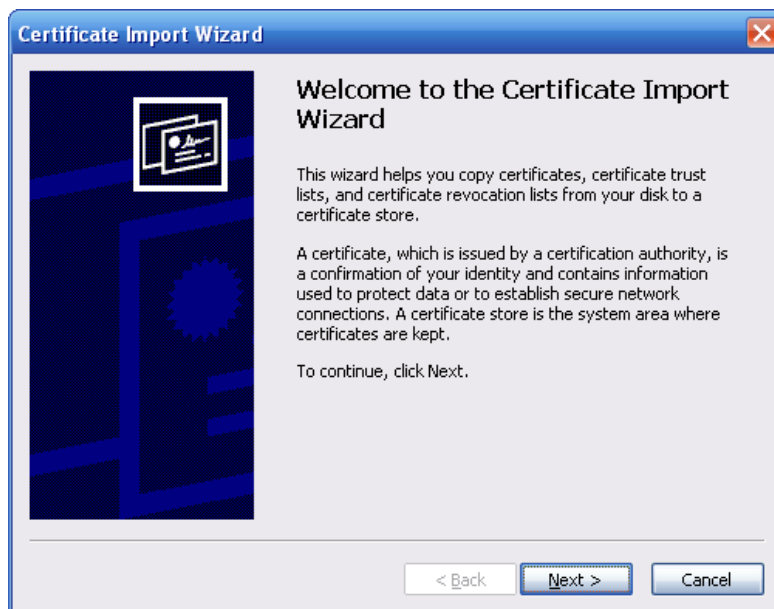 Certificate Import Wizard
Welcome to the Certificate Import
Wizard
This wizard helps you copy certificates, certificate trust
lists, and certificate revocation lists from your disk to a
certificate store.
A certificate, which is issued by a certification authority, is
a confirmation of your identity and contains information
used to protect data or to establish secure network
connections. A certificate store is the system area where
certificates are kept.
To continue, click Next.
< Back Next > Cancel